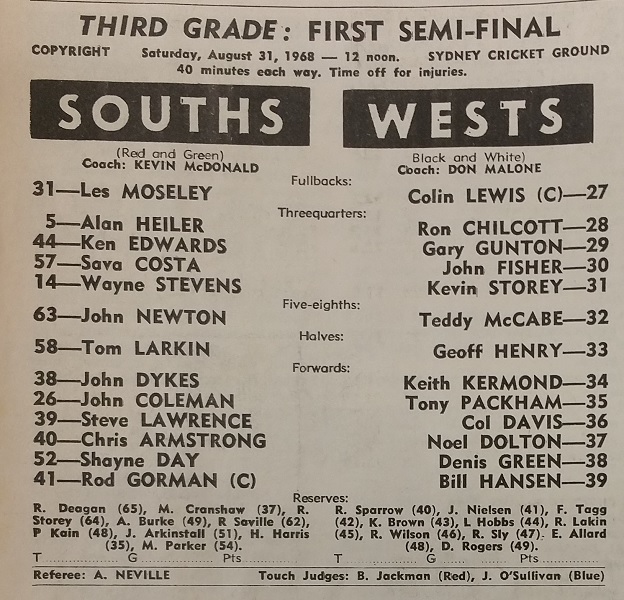 THIRD GRADE: FIRST SEMI-FINAL
COPYRIGHT Saturday, August 31, 1968 — 12 noon. SYDNEY CRICKET GROUND
40 minutes each way. Time off for injuries.
SOUTHS WESTS
(Red and Green) Black and White)
Coach: KEVIN McDONALD Coach: DON MALONE
Fullbacks:
31—Les MOSELEY Colin LEWIS (C)—27
Threequarters:
5—Alan HEILER Ron CHILCOTT—28
44—Ken EDWARDS Gary GUNTON—29
57—Sava COSTA John FISHER—30
14—Wayne STEVENS Kevin STOREY—31
Five-eighths:
63—John NEWTON Teddy McCABE—32
Halves:
58—Tom LARKIN Geoff HENRY—33
Forwards:
38—John DYKES Keith KERMOND—34
26—John COLEMAN Tony PACKHAM—35
39—Steve LAWRENCE Col DAVIS—36
40—Chris ARMSTRONG Noel DOLTON—37
52—Shayne DAY Denis GREEN—38
41—Rod GORMAN (C) Bill HANSEN—39
Reserves:
R. Deagan (65), M. Cranshaw (37), R.
Storey (64), A. Burke (49), R Saville (62),
P Kain (48), J. Arkinstall (51), H. Harris
(35), M. Parker (54).
R. Sparrow (40), J. Nielsen (41), F. Tagg
(42), K. Brown (43), L Hobbs (44), R. Lakin
(45), R. Wilson (46), R. Sly (47), E. Allard
(48), D. Rogers (49).
T ............ G ............ Pts ............ T ............ G ............ Pts ............
Referee: A. NEVILLE Touch Judges: B. Jackman (Red), J. O'Sullivan (Blue)